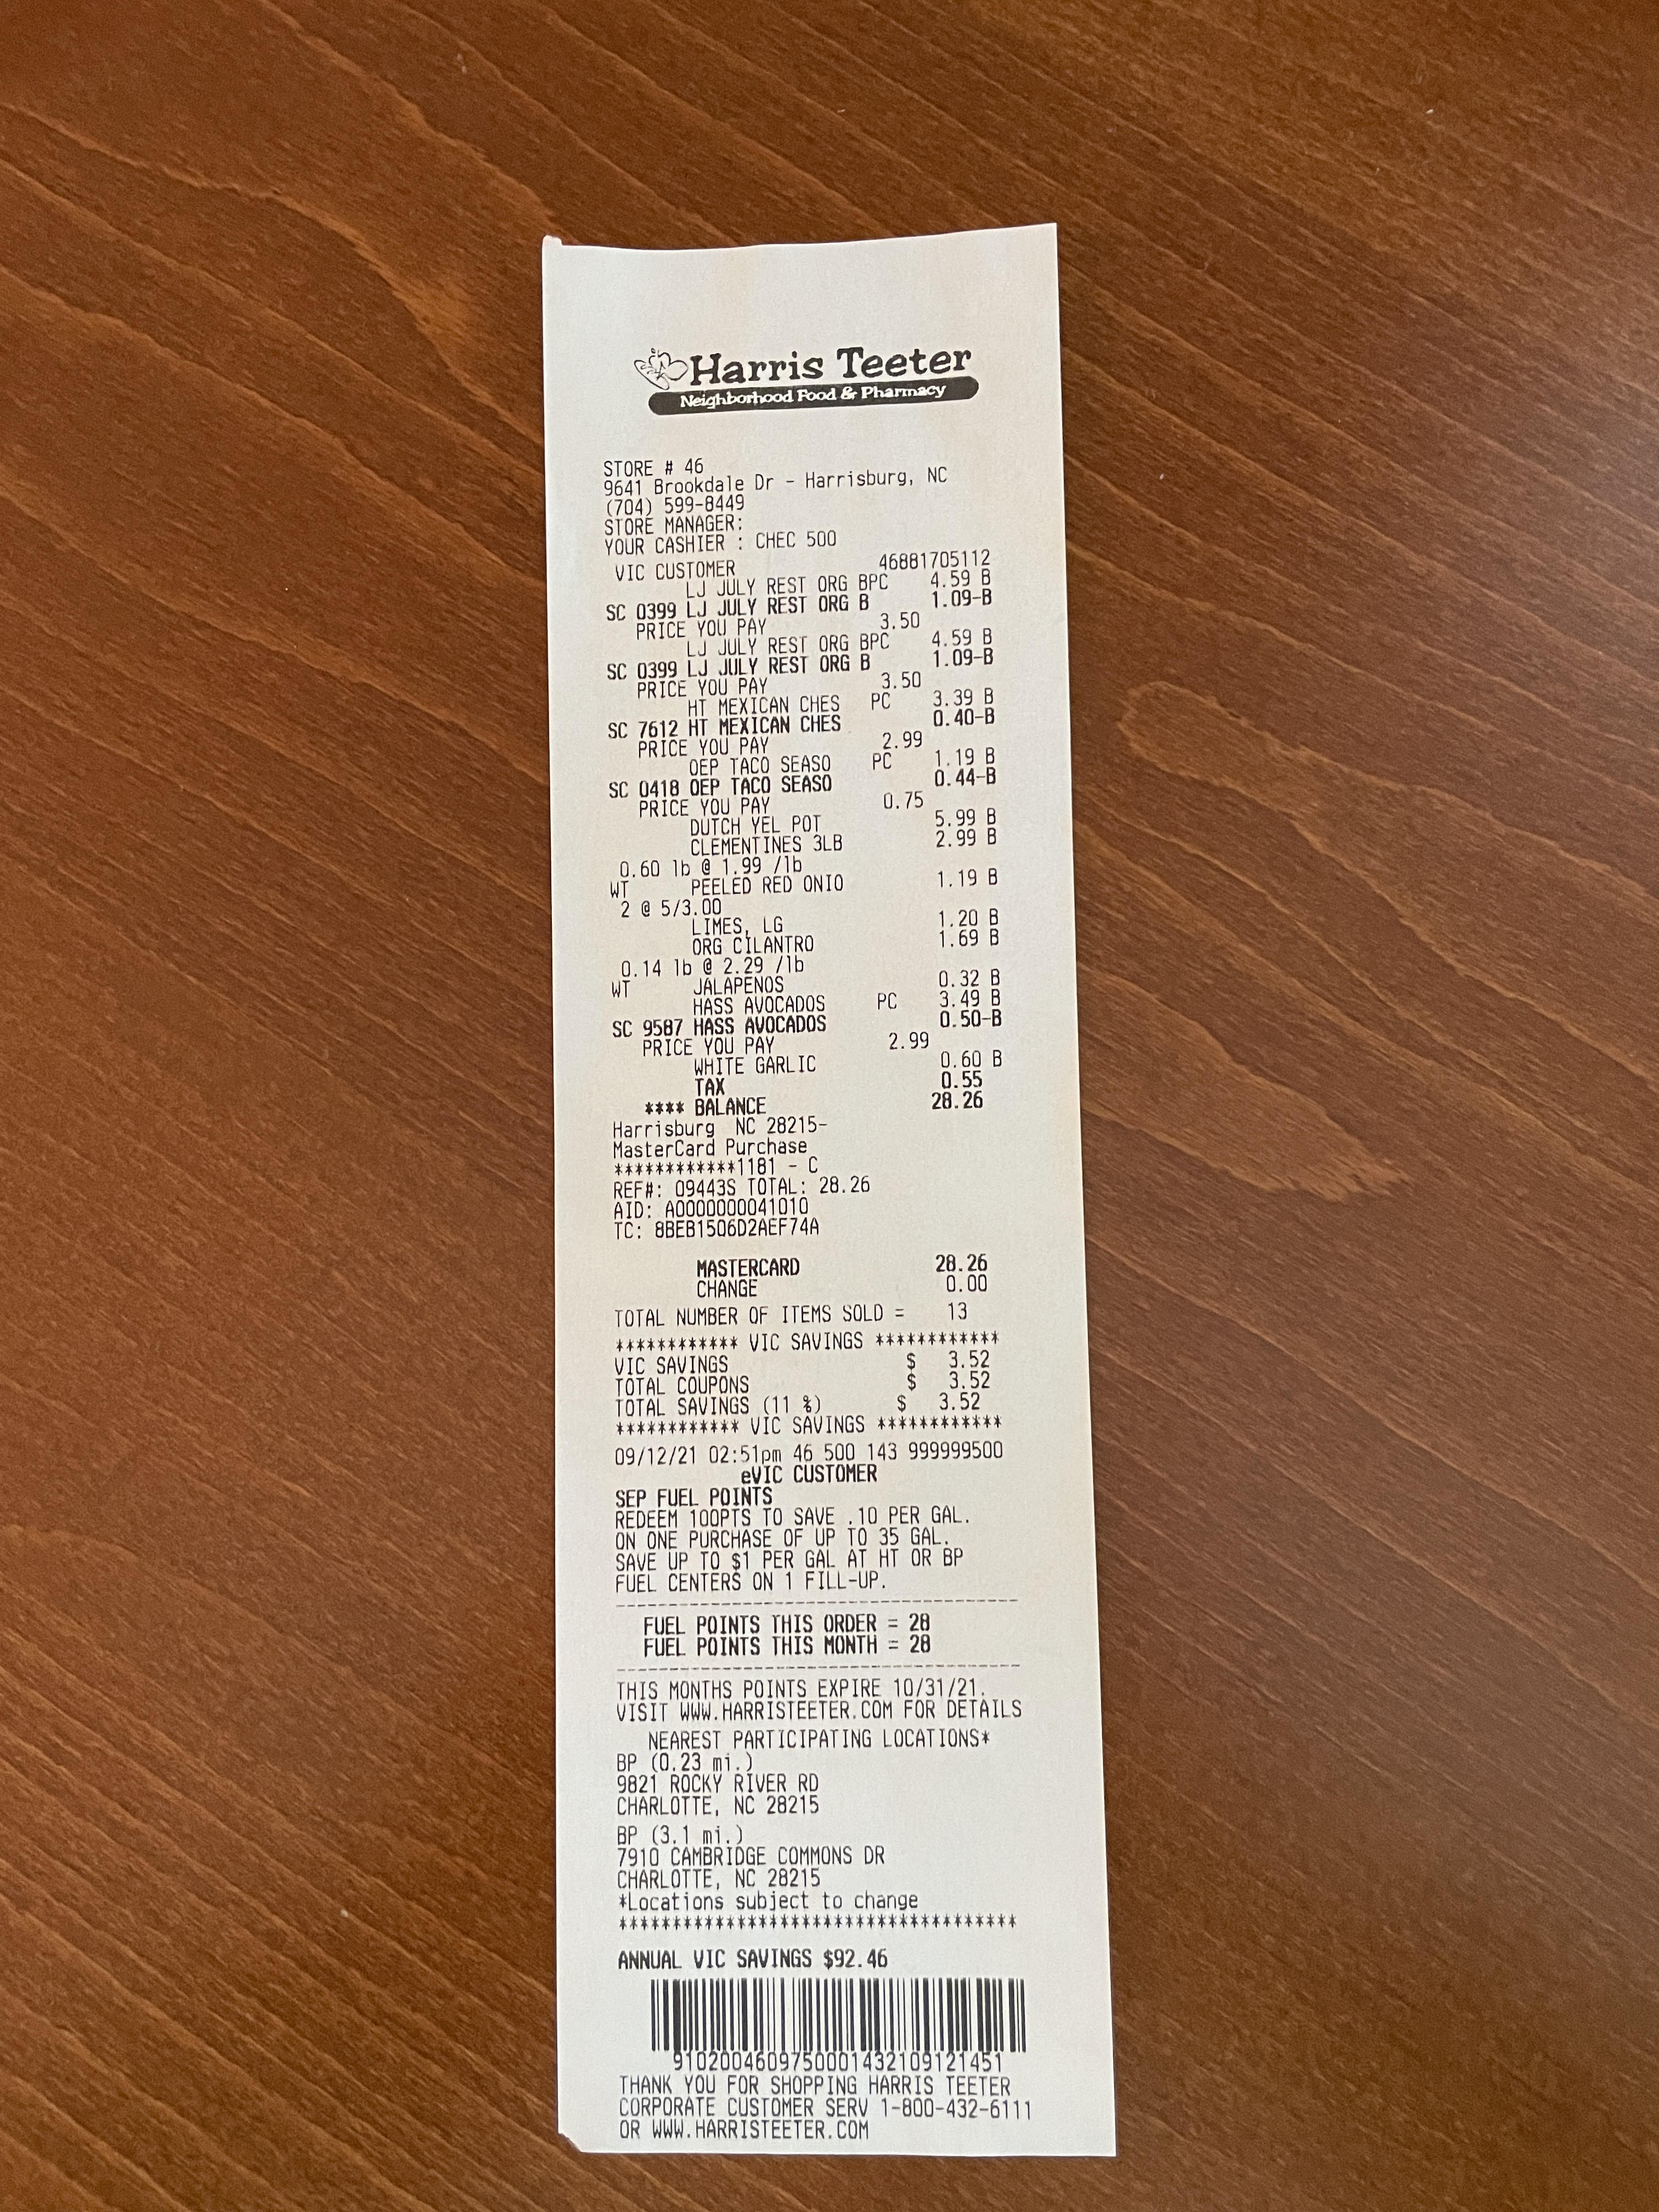 Harris Teeter
Neighborhood Food & Pharmacy
STORE # 46
9641 Brookdale Dr - Harrisburg, NC
(704) 599-8449
STORE MANAGER:
YOUR CASHIER : CHEC 500
VIC CUSTOMER 46881705112
LJ JULY REST ORG BPC 4.59 B
SC 0399 LJ JULY REST ORG B 1.09-B
PRICE YOU PAY 3.50
LJ JULY REST ORG BPC 4.59 B
SC 0399 LJ JULY REST ORG B 1.09-B
PRICE YOU PAY 3.50
HT MEXICAN CHES PC 3.39 B
SC 7612 HT MEXICAN CHES 0.40-B
PRICE YOU PAY 2.99
OEP TACO SEASO PC 1.19 B
SC 0418 OEP TACO SEASO 0.44-B
PRICE YOU PAY 0.75
DUTCH YEL POT 5.99 B
CLEMENTINES 3LB 2.99 B
0.60 lb @ 1.99 /lb
WT PEELED RED ONIO 1.19 B
2 @ 5/3.00
LIMES, LG 1.20 B
ORG CILANTRO 1.69 B
0.14 lb @ 2.29 /lb
WT JALAPENOS 0.32 B
HASS AVOCADOS PC 3.49 B
SC 9587 HASS AVOCADOS 0.50-B
PRICE YOU PAY 2.99
WHITE GARLIC 0.60 B
TAX 0.55
**** BALANCE 28.26
Harrisburg NC 28215-
MasterCard Purchase
************1181 - C
REF#: 09443S TOTAL: 28.26
AID: A0000000041010
TC: 8BEB15Q6D2AEF74A
MASTERCARD 28.26
CHANGE 0.00
TOTAL NUMBER OF ITEMS SOLD = 13
************ VIC SAVINGS ************
VIC SAVINGS $ 3.52
TOTAL COUPONS $ 3.52
TOTAL SAVINGS (11 %) $ 3.52
************ VIC SAVINGS ************
09/12/21 02:51pm 46 500 143 999999500
eVIC CUSTOMER
SEP FUEL POINTS
REDEEM 100PTS TO SAVE .10 PER GAL.
ON ONE PURCHASE OF UP TO 35 GAL.
SAVE UP TO $1 PER GAL AT HT OR BP
FUEL CENTERS ON 1 FILL-UP.
---------------------------------------
FUEL POINTS THIS ORDER = 28
FUEL POINTS THIS MONTH = 28
---------------------------------------
THIS MONTHS POINTS EXPIRE 10/31/21.
VISIT WWW.HARRISTEETER.COM FOR DETAILS
NEAREST PARTICIPATING LOCATIONS*
BP (0.23 mi.)
9821 ROCKY RIVER RD
CHARLOTTE, NC 28215
BP (3.1 mi.)
7910 CAMBRIDGE COMMONS DR
CHARLOTTE, NC 28215
*Locations subject to change
**************************************
ANNUAL VIC SAVINGS $92.46
9102004609750001432109121451
THANK YOU FOR SHOPPING HARRIS TEETER
CORPORATE CUSTOMER SERV 1-800-432-6111
OR WWW.HARRISTEETER.COM